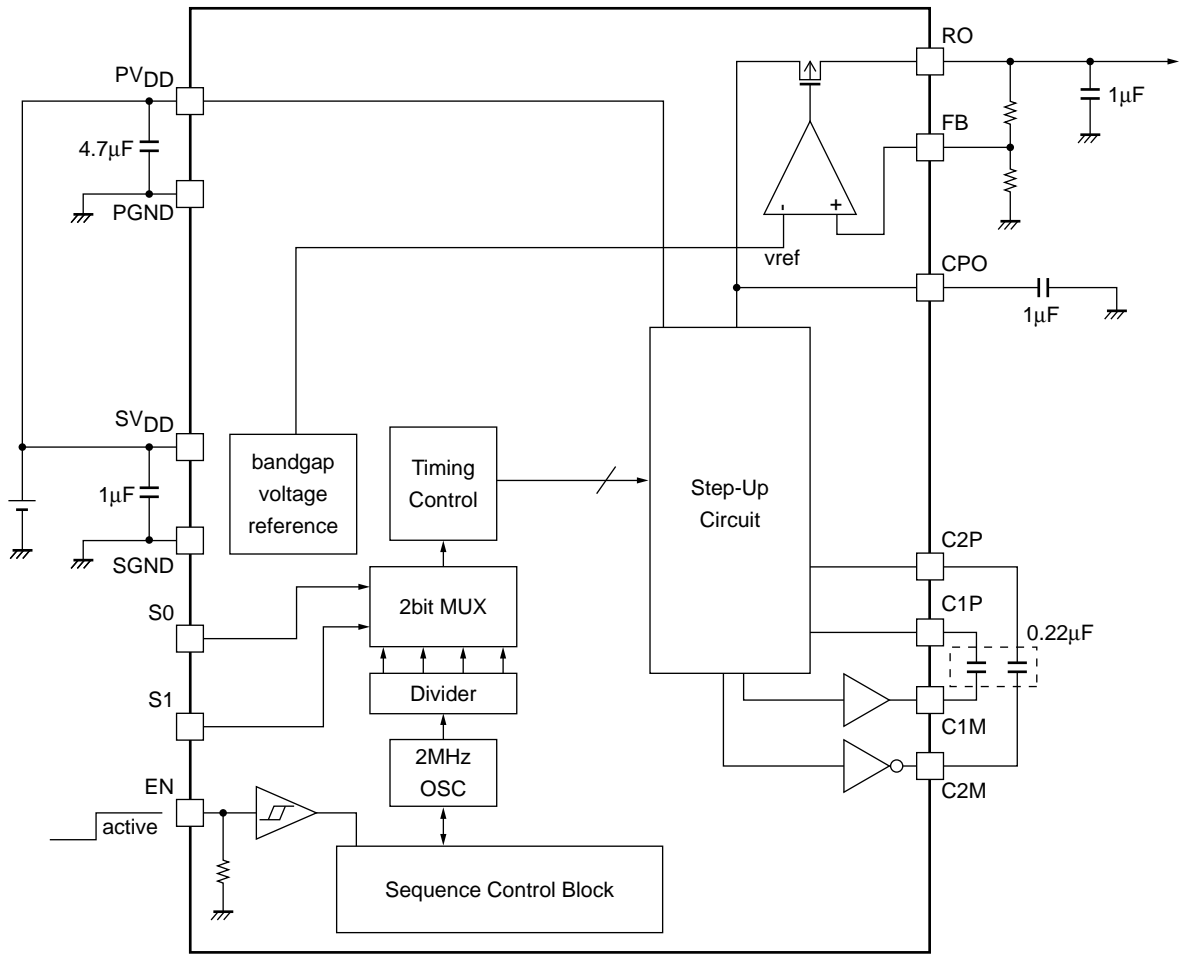 RO
PVDD
1μF
FB
4.7μF
PGND
-
+
vref
CPO
1μF
SVDD
bandgap
voltage
reference
Timing
Control
1μF
Step-Up
Circuit
SGND
C2P
S0
2bit MUX
C1P
0.22μF
S1
Divider
C1M
2MHz
OSC
EN
C2M
active
Sequence Control Block